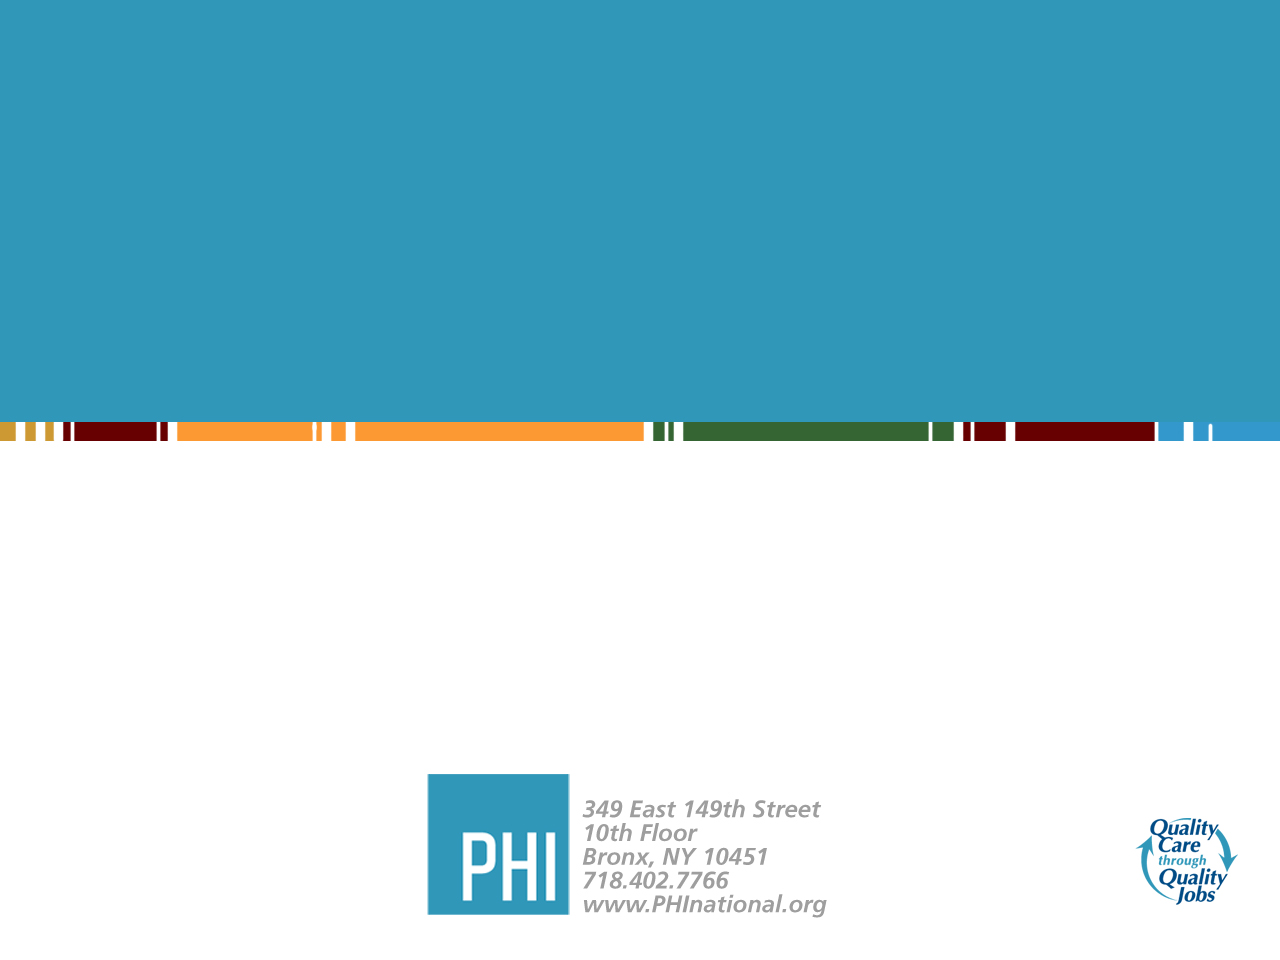 PHI
349 East 149th Street
10th Floor
Bronx, NY 10451
718.402.7766
www.PHInational.org
Quality
Care
through
Quality
Jobs